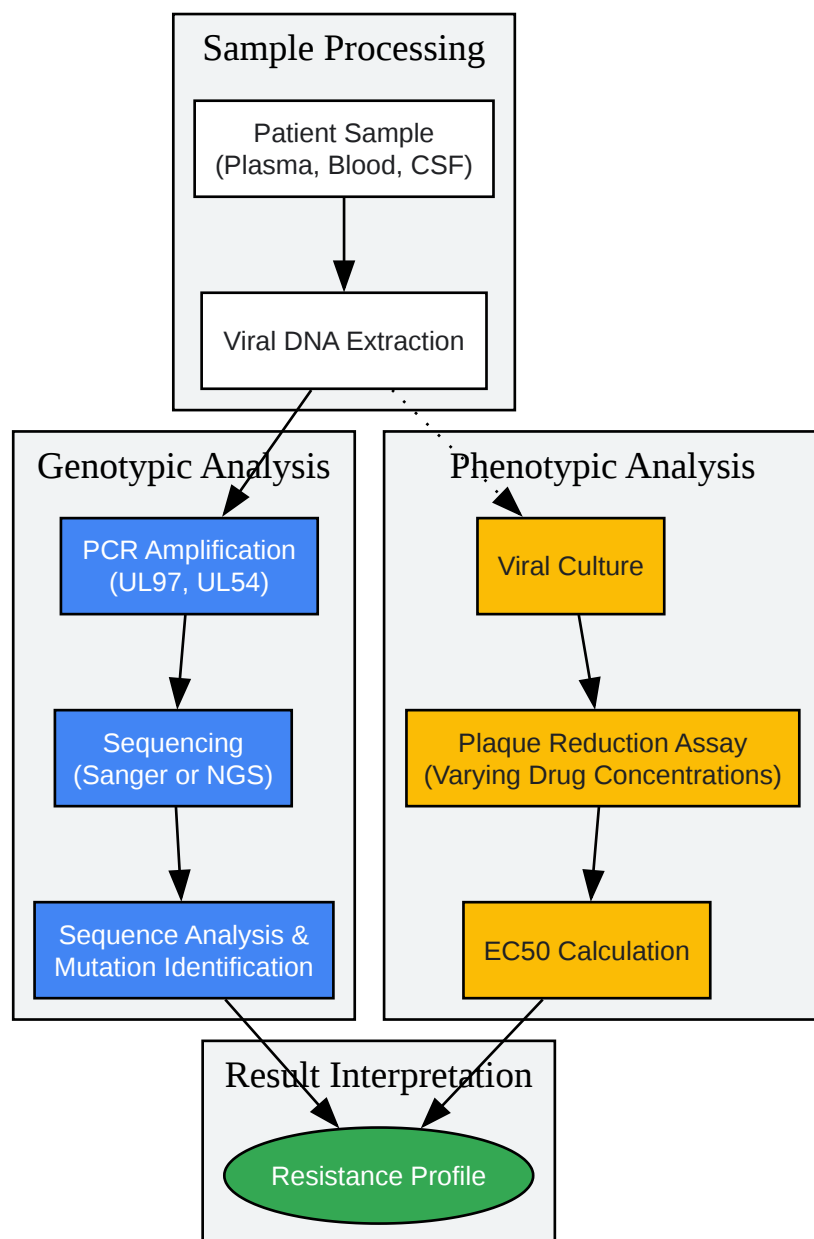 Sample Processing
Patient Sample
(Plasma, Blood, CSF)
Viral DNA Extraction
Genotypic Analysis
PCR Amplification
(UL97, UL54)
Sequencing
(Sanger or NGS)
Sequence Analysis &
Mutation Identification
Phenotypic Analysis
Viral Culture
Plaque Reduction Assay
(Varying Drug Concentrations)
EC50 Calculation
Result Interpretation
Resistance Profile